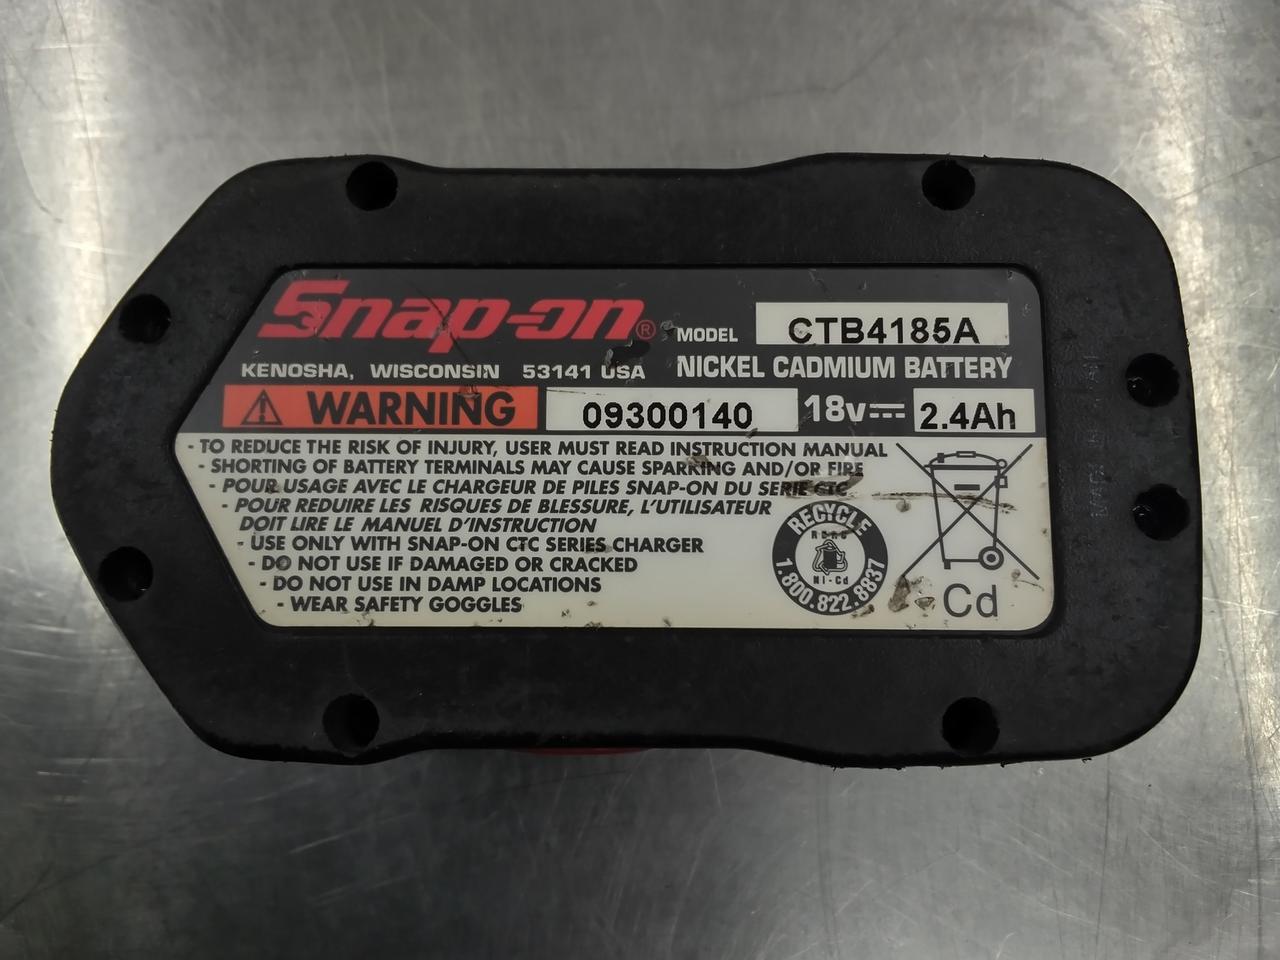 Snap-on®
MODEL CTB4185A
KENOSHA, WISCONSIN 53141 USA
NICKEL CADMIUM BATTERY
WARNING
09300140
18v
2.4Ah
- TO REDUCE THE RISK OF INJURY, USER MUST READ INSTRUCTION MANUAL
- SHORTING OF BATTERY TERMINALS MAY CAUSE SPARKING AND/OR FIRE
- POUR USAGE AVEC LE CHARGEUR DE PILES SNAP-ON DU SERIE CTC
- POUR REDUIRE LES RISQUES DE BLESSURE, L'UTILISATEUR
DOIT LIRE LE MANUEL D'INSTRUCTION
- USE ONLY WITH SNAP-ON CTC SERIES CHARGER
- DO NOT USE IF DAMAGED OR CRACKED
- DO NOT USE IN DAMP LOCATIONS
- WEAR SAFETY GOGGLES
RECYCLE
RBRC
Ni-Cd
1.800.822.8837
Cd